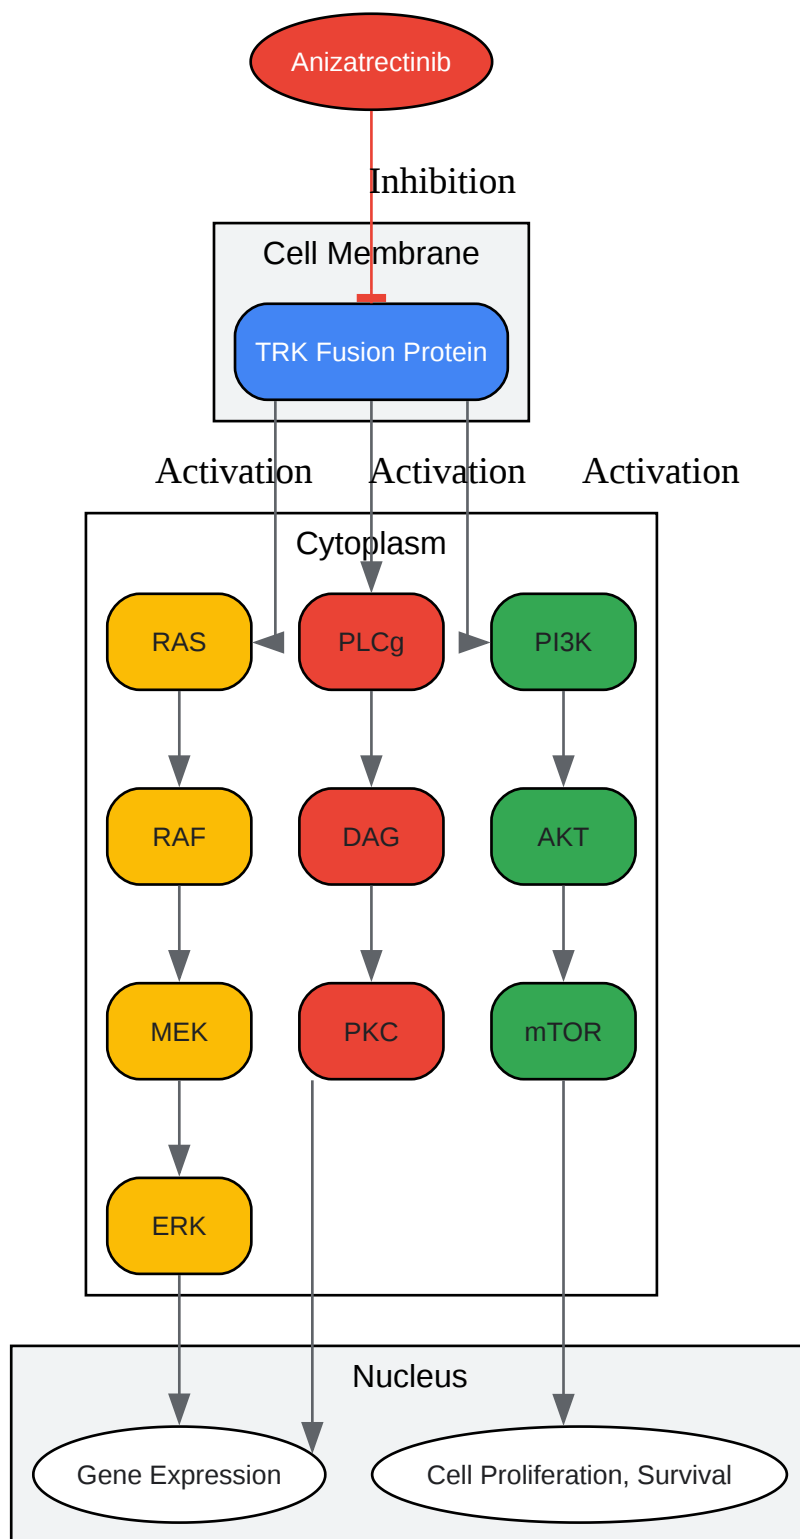 Anizatrectinib
Inhibition
Cell Membrane
TRK Fusion Protein
Activation Activation Activation
Cytoplasm
RAS PLCg PI3K
RAF DAG AKT
MEK PKC mTOR
ERK
Nucleus
Gene Expression Cell Proliferation, Survival